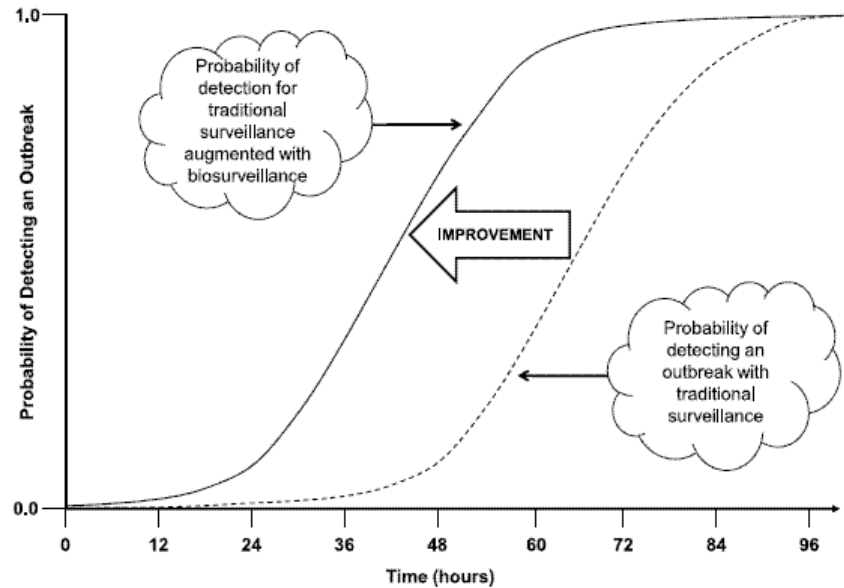 1.0
Probability of
detection for
traditional
surveillance
augmented with
biosurveillance
IMPROVEMENT
Probability of
detecting an
outbreak with
traditional
surveillance
Probability of Detecting an Outbreak
0.0
0 12 24 36 48 60 72 84 96
Time (hours)